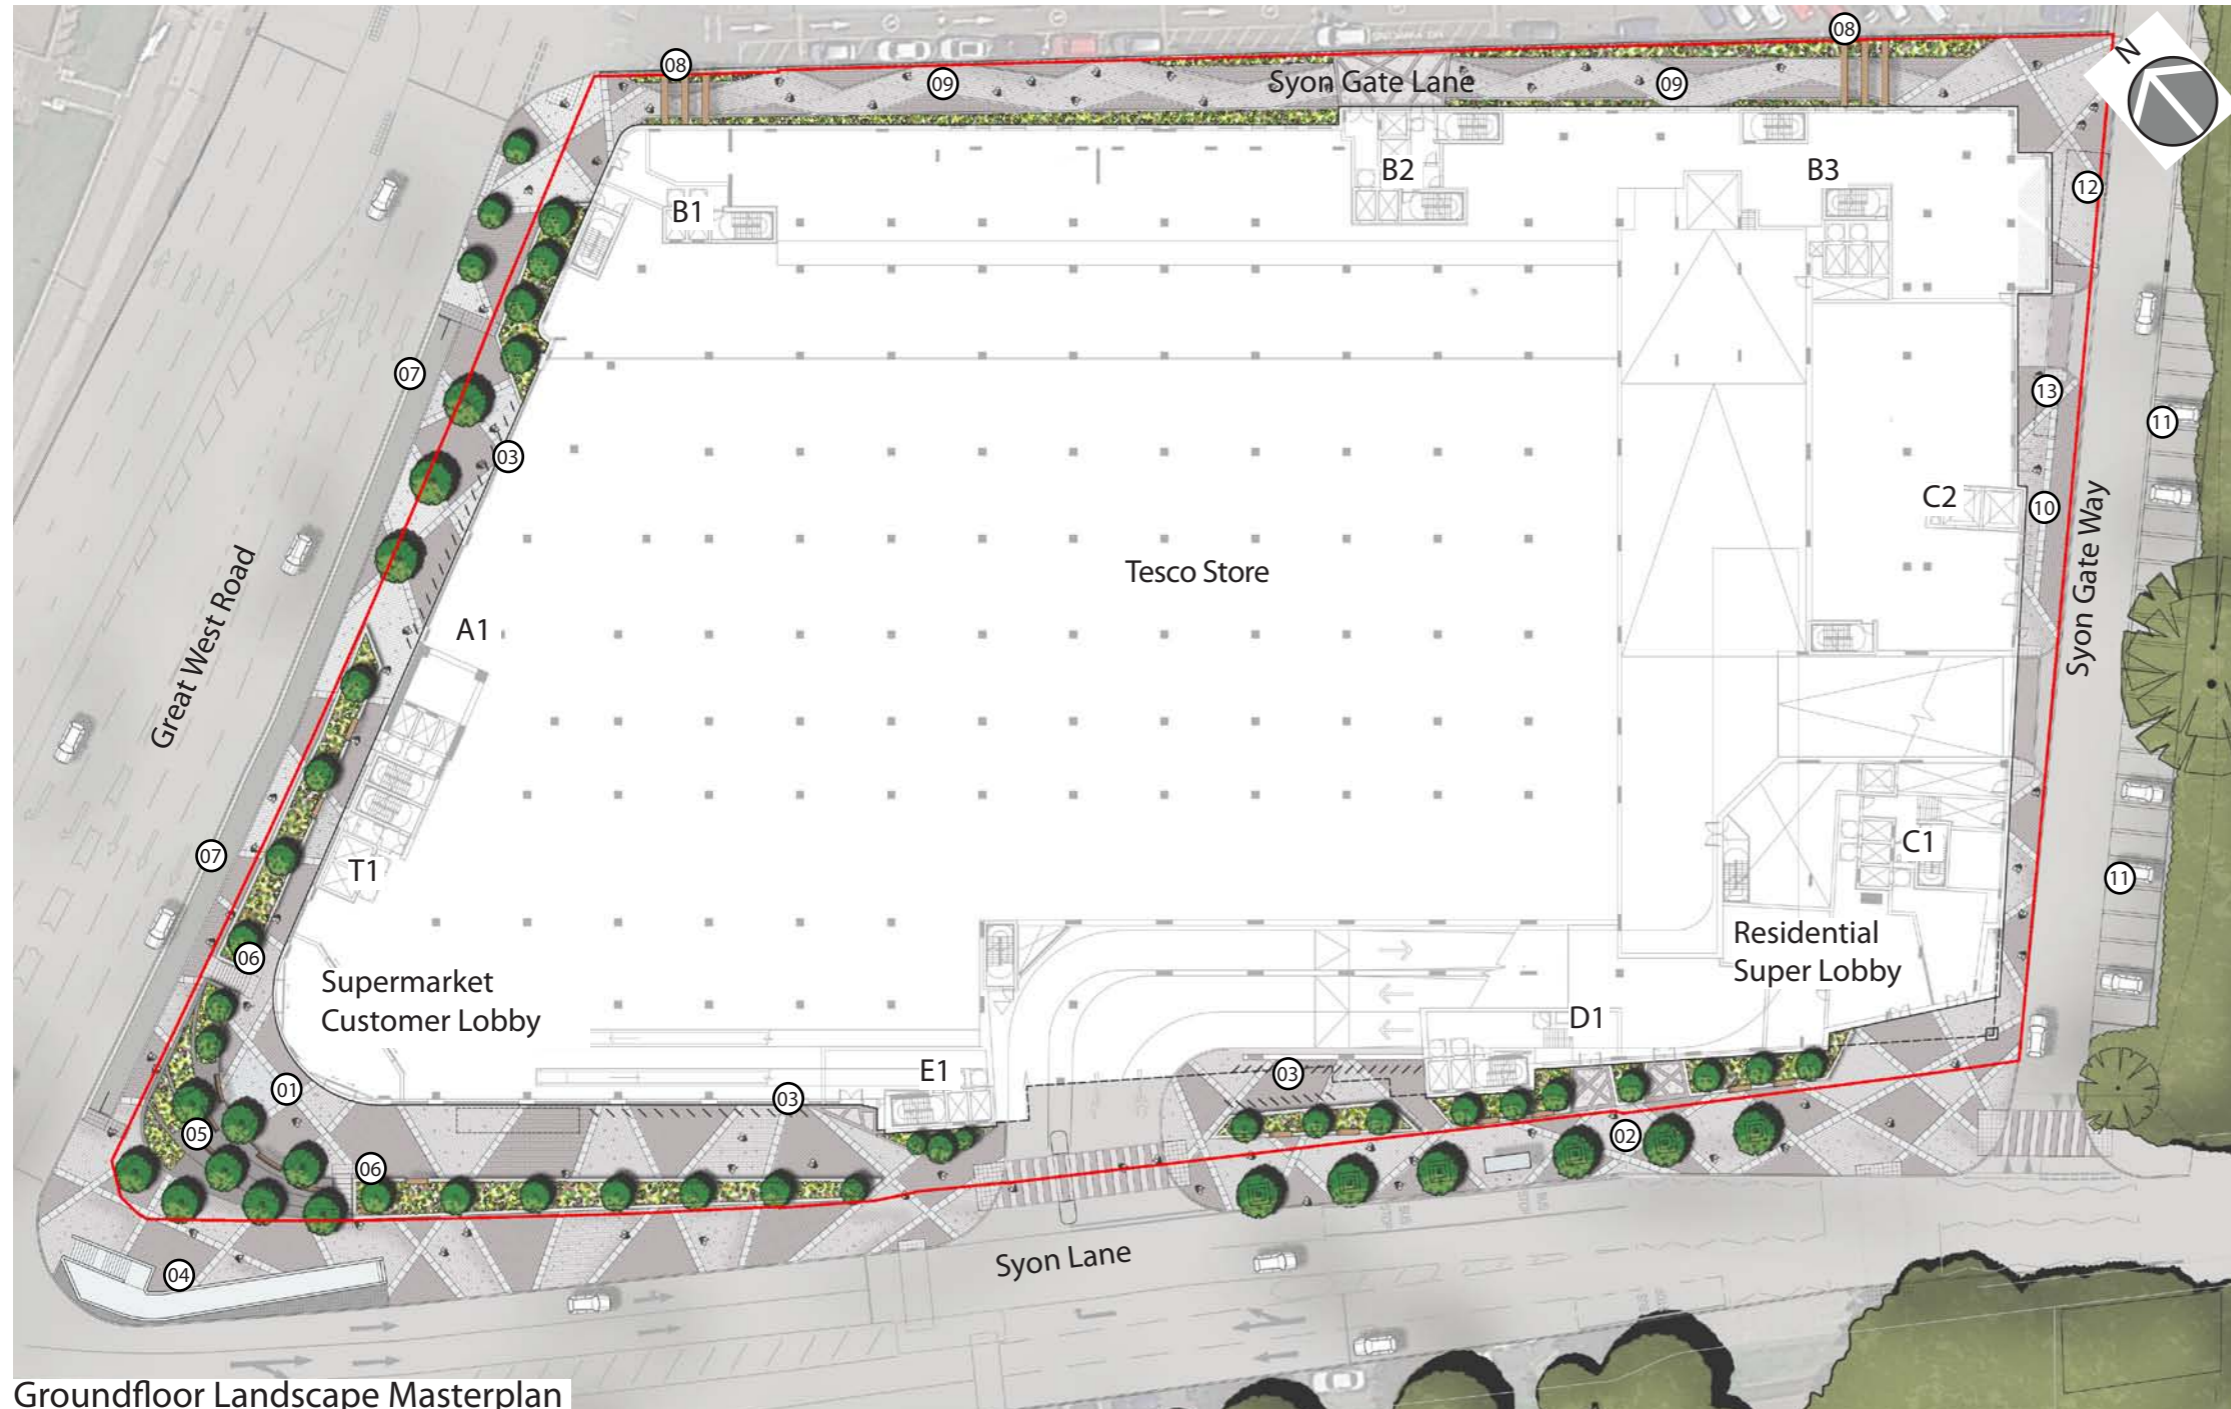 08
08
N
Syon Gate Lane
09
09
B2
B3
12
B1
07
13
11
03
C2
10
Syon Gate Way
Tesco Store
Great West Road
A1
C1
T1
07
11
Residential
Super Lobby
06
Supermarket
Customer Lobby
D1
E1
03
01
03
05
02
06
Syon Lane
04
Groundfloor Landscape Masterplan